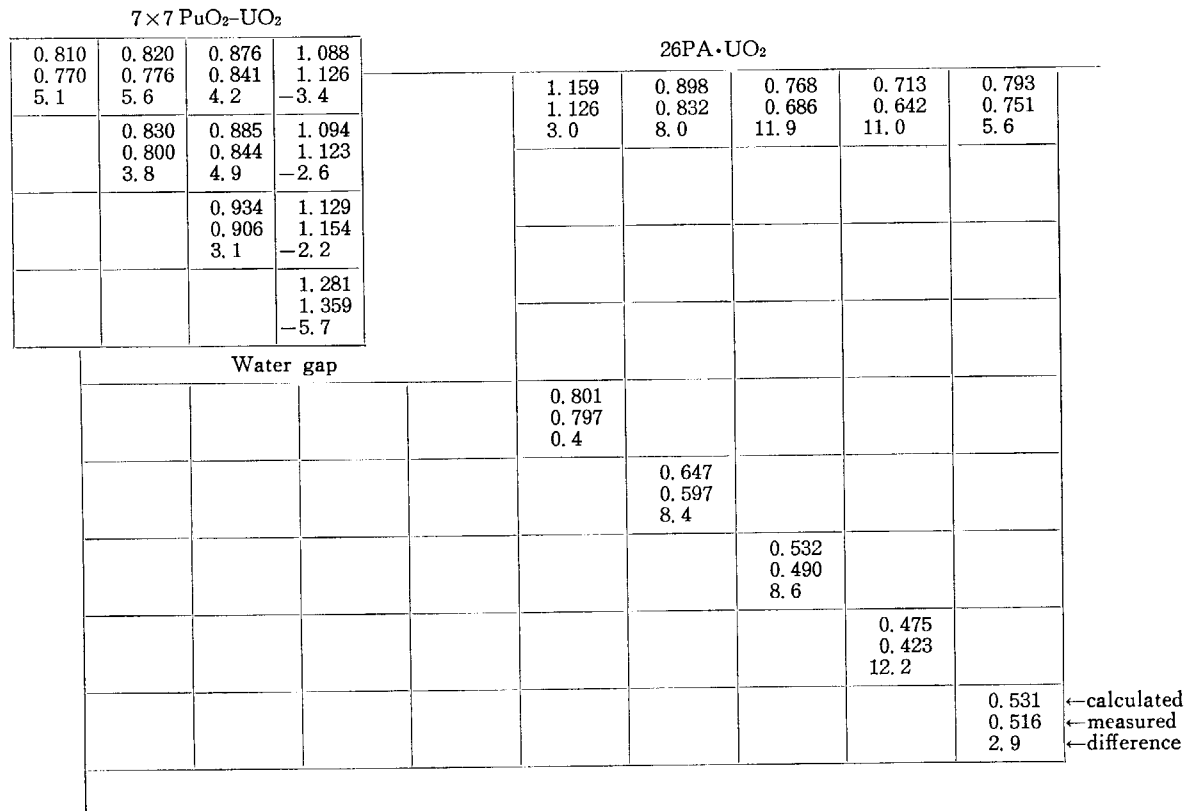 7×7 PuO₂–UO₂
0.810 0.820 0.876 1.088
0.770 0.776 0.841 1.126
5.1 5.6 4.2 −3.4
0.830 0.885 1.094
0.800 0.844 1.123
3.8 4.9 −2.6
0.934 1.129
0.906 1.154
3.1 −2.2
1.281
1.359
−5.7
Water gap
26PA·UO₂
1.159 0.898 0.768 0.713 0.793
1.126 0.832 0.686 0.642 0.751
3.0 8.0 11.9 11.0 5.6
0.801
0.797
0.4
0.647
0.597
8.4
0.532
0.490
8.6
0.475
0.423
12.2
0.531 ←calculated
0.516 ←measured
2.9 ←difference